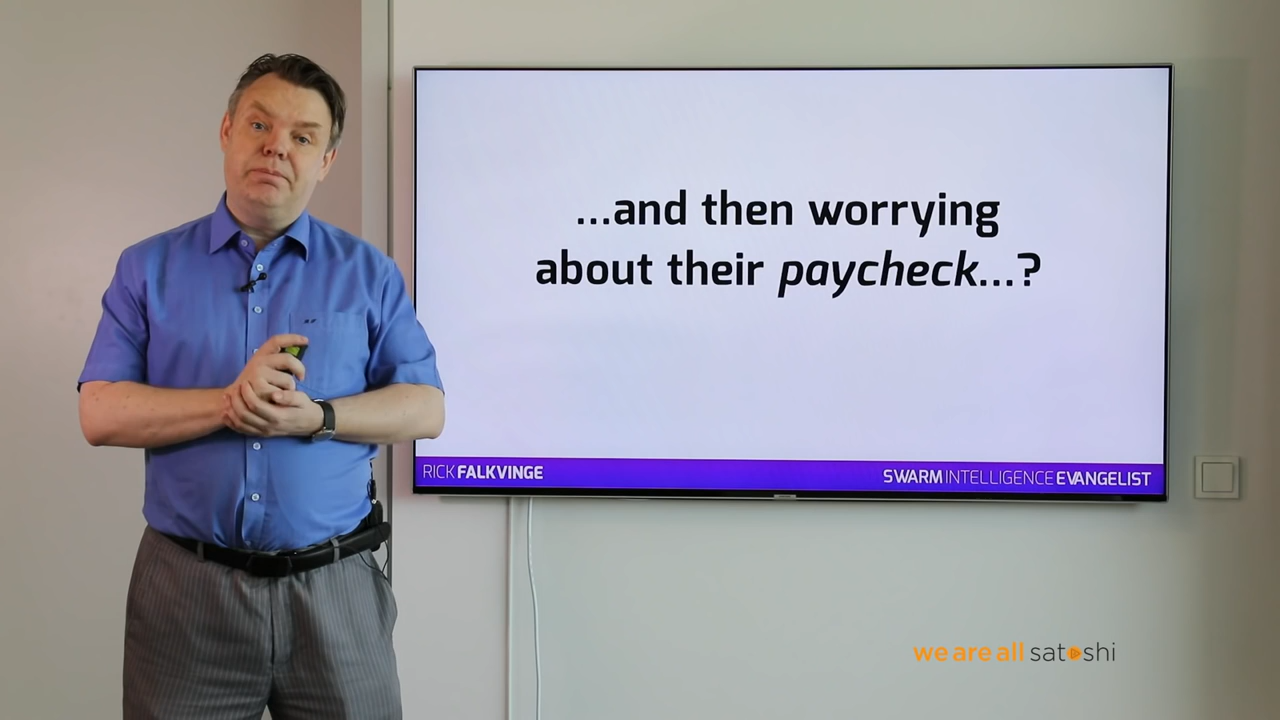 ...and then worrying
about their paycheck...?
RICK FALKVINGE
SWARM INTELLIGENCE EVANGELIST
we are all satoshi